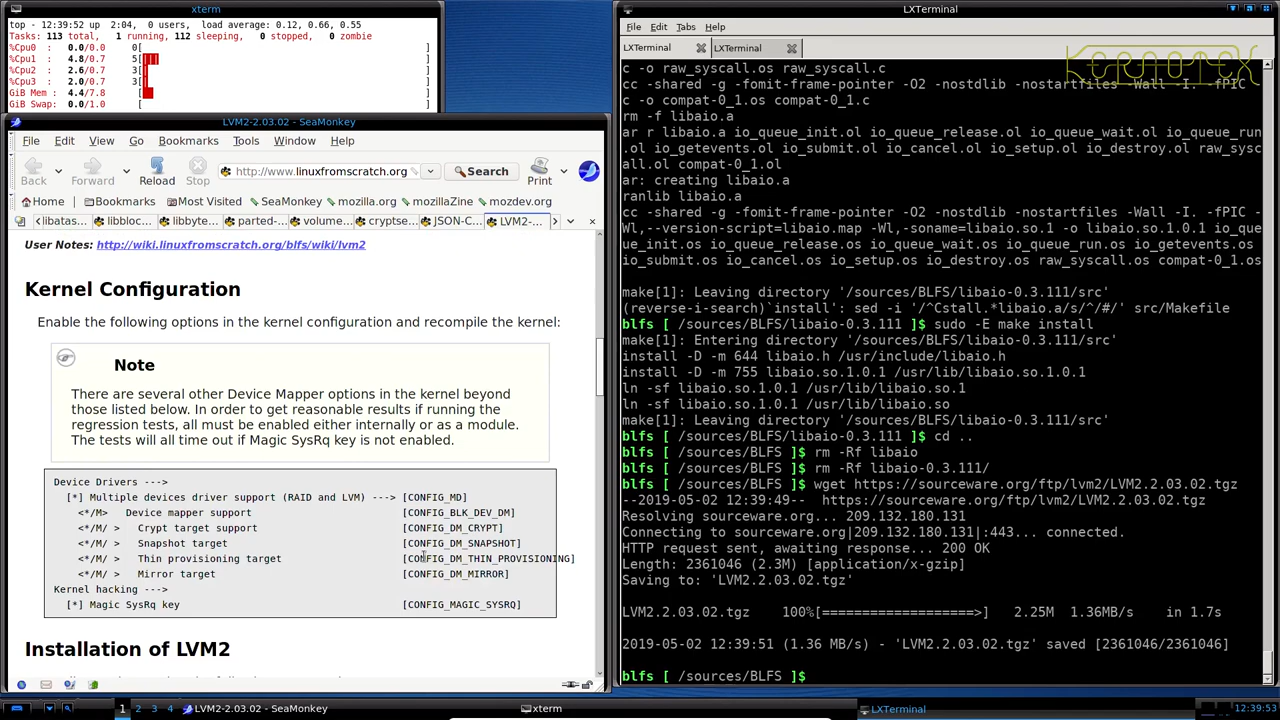 xterm
top - 12:39:52 up 2:04, 0 users, load average: 0.12, 0.66, 0.55
Tasks: 113 total, 1 running, 112 sleeping, 0 stopped, 0 zombie
%Cpu0 : 0.0/0.0 0[ ]
%Cpu1 : 4.8/0.7 5[||| ]
%Cpu2 : 2.6/0.7 3[| ]
%Cpu3 : 2.0/0.7 3[| ]
GiB Mem : 4.4/7.8 [|| ]
GiB Swap: 0.0/1.0 [ ]
LVM2-2.03.02 - SeaMonkey
File Edit View Go Bookmarks Tools Window Help
Back Forward Reload Stop http://www.linuxfromscratch.org Search Print
Home Bookmarks Most Visited SeaMonkey mozilla.org mozillaZine mozdev.org
libatas... libbloc... libbyte... parted-... volume... cryptse... JSON-C... LVM2-...
User Notes: http://wiki.linuxfromscratch.org/blfs/wiki/lvm2
Kernel Configuration
Enable the following options in the kernel configuration and recompile the kernel:
Note
There are several other Device Mapper options in the kernel beyond
those listed below. In order to get reasonable results if running the
regression tests, all must be enabled either internally or as a module.
The tests will all time out if Magic SysRq key is not enabled.
Device Drivers --->
[*] Multiple devices driver support (RAID and LVM) ---> [CONFIG_MD]
<*/M> Device mapper support [CONFIG_BLK_DEV_DM]
<*/M/ > Crypt target support [CONFIG_DM_CRYPT]
<*/M/ > Snapshot target [CONFIG_DM_SNAPSHOT]
<*/M/ > Thin provisioning target [CONFIG_DM_THIN_PROVISIONING]
<*/M/ > Mirror target [CONFIG_DM_MIRROR]
Kernel hacking --->
[*] Magic SysRq key [CONFIG_MAGIC_SYSRQ]
Installation of LVM2
LXTerminal
File Edit Tabs Help
LXTerminal LXTerminal
KERNOTEX
c -o raw_syscall.os raw_syscall.c
cc -shared -g -fomit-frame-pointer -O2 -nostdlib -nostartfiles -Wall -I. -fPIC -
c -o compat-0_1.os compat-0_1.c
rm -f libaio.a
ar r libaio.a io_queue_init.ol io_queue_release.ol io_queue_wait.ol io_queue_run
.ol io_getevents.ol io_submit.ol io_cancel.ol io_setup.ol io_destroy.ol raw_sysc
all.ol compat-0_1.ol
ar: creating libaio.a
ranlib libaio.a
cc -shared -g -fomit-frame-pointer -O2 -nostdlib -nostartfiles -Wall -I. -fPIC -
Wl,--version-script=libaio.map -Wl,-soname=libaio.so.1 -o libaio.so.1.0.1 io_que
ue_init.os io_queue_release.os io_queue_wait.os io_queue_run.os io_getevents.os
io_submit.os io_cancel.os io_setup.os io_destroy.os raw_syscall.os compat-0_1.os
make[1]: Leaving directory '/sources/BLFS/libaio-0.3.111/src'
(reverse-i-search)`install': sed -i '/^Cstall.*libaio.a/s/^/#/' src/Makefile
blfs [ /sources/BLFS/libaio-0.3.111 ]$ sudo -E make install
make[1]: Entering directory '/sources/BLFS/libaio-0.3.111/src'
install -D -m 644 libaio.h /usr/include/libaio.h
install -D -m 755 libaio.so.1.0.1 /usr/lib/libaio.so.1.0.1
ln -sf libaio.so.1.0.1 /usr/lib/libaio.so.1
ln -sf libaio.so.1.0.1 /usr/lib/libaio.so
make[1]: Leaving directory '/sources/BLFS/libaio-0.3.111/src'
blfs [ /sources/BLFS/libaio-0.3.111 ]$ cd ..
blfs [ /sources/BLFS ]$ rm -Rf libaio
blfs [ /sources/BLFS ]$ rm -Rf libaio-0.3.111/
blfs [ /sources/BLFS ]$ wget https://sourceware.org/ftp/lvm2/LVM2.2.03.02.tgz
--2019-05-02 12:39:49-- https://sourceware.org/ftp/lvm2/LVM2.2.03.02.tgz
Resolving sourceware.org... 209.132.180.131
Connecting to sourceware.org|209.132.180.131|:443... connected.
HTTP request sent, awaiting response... 200 OK
Length: 2361046 (2.3M) [application/x-gzip]
Saving to: 'LVM2.2.03.02.tgz'
LVM2.2.03.02.tgz 100%[===================>] 2.25M 1.36MB/s in 1.7s
2019-05-02 12:39:51 (1.36 MB/s) - 'LVM2.2.03.02.tgz' saved [2361046/2361046]
blfs [ /sources/BLFS ]$
1 2 3 4 LVM2-2.03.02 - SeaMonkey xterm LXTerminal 12:39:53